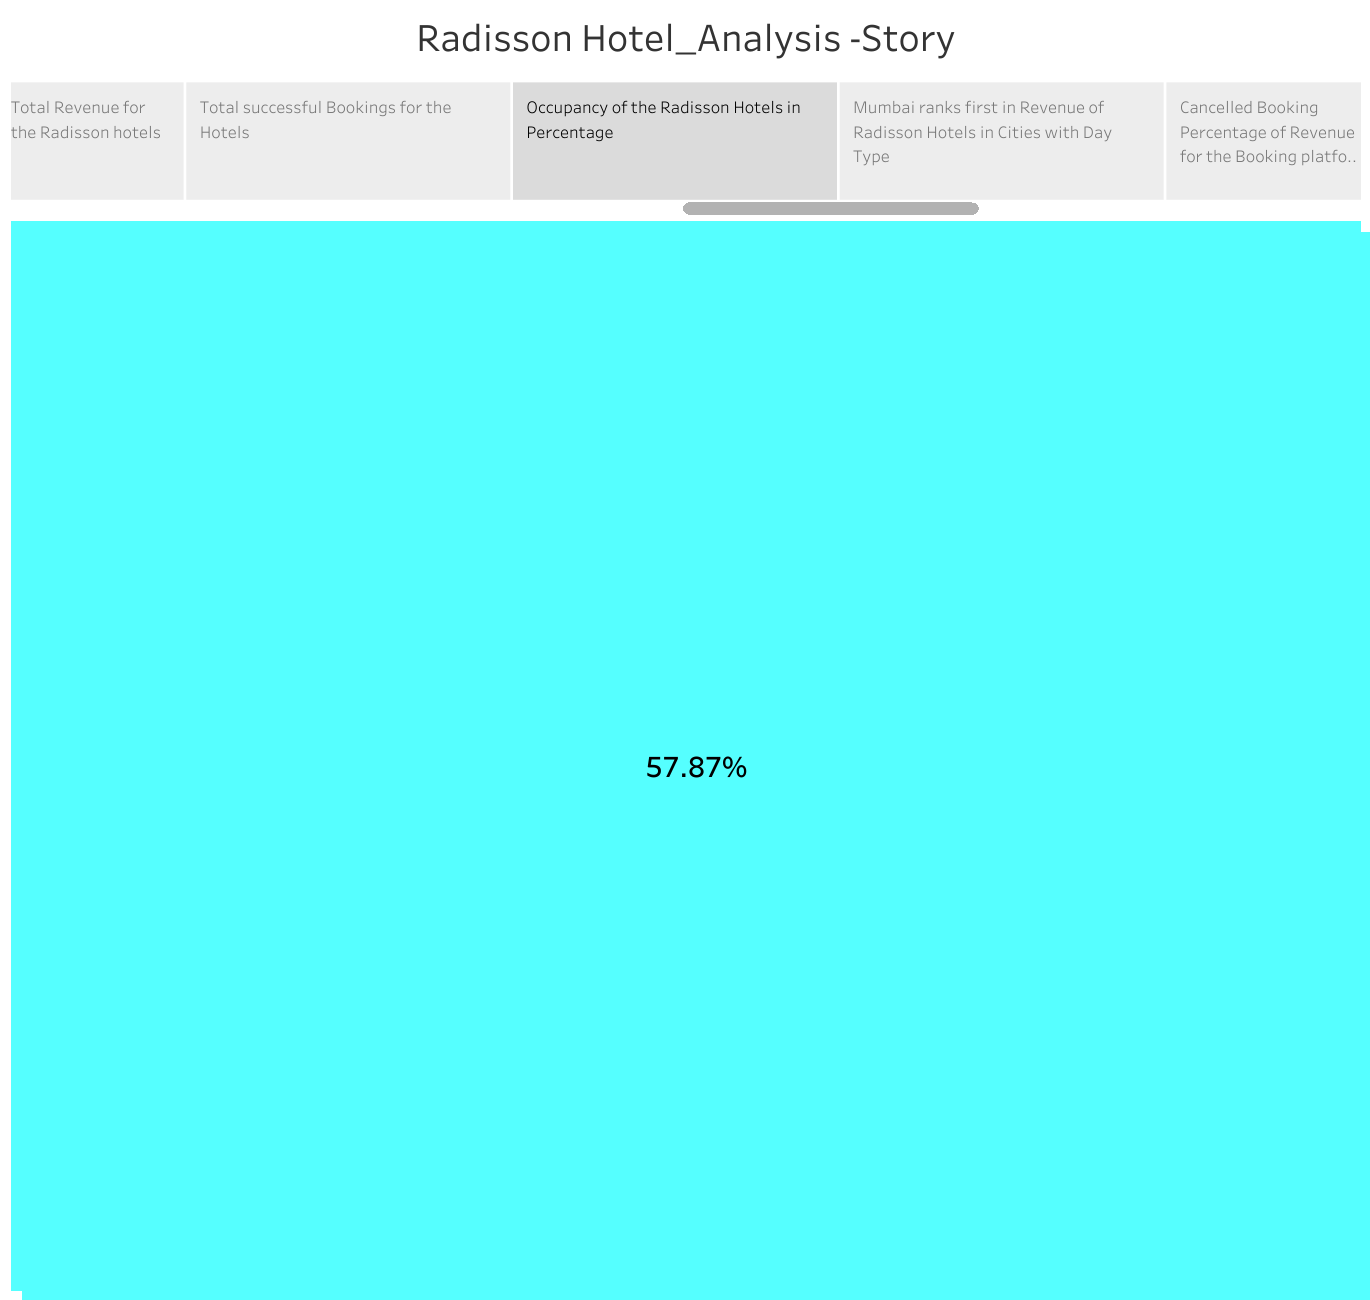 Radisson Hotel_Analysis -Story
Total Revenue for
the Radisson hotels
Total successful Bookings for the
Hotels
Occupancy of the Radisson Hotels in
Percentage
Mumbai ranks first in Revenue of
Radisson Hotels in Cities with Day
Type
Cancelled Booking
Percentage of Revenue
for the Booking platfo..
57.87%